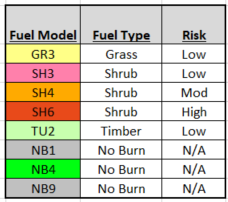 Fuel Model Fuel Type Risk
GR3 Grass Low
SH3 Shrub Low
SH4 Shrub Mod
SH6 Shrub High
TU2 Timber Low
NB1 No Burn N/A
NB4 No Burn N/A
NB9 No Burn N/A